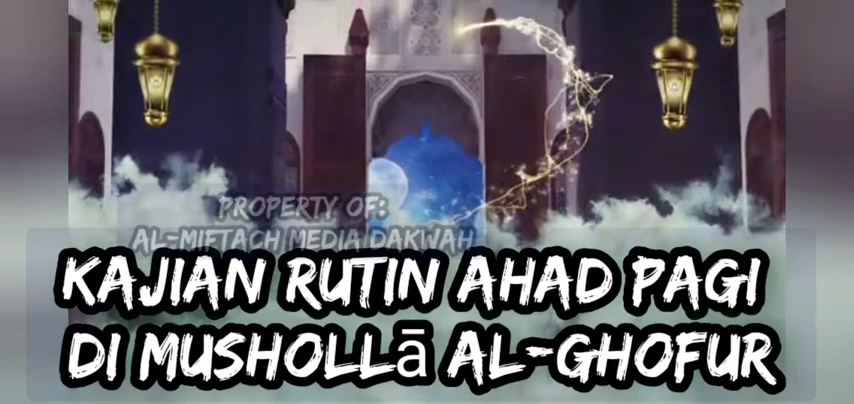 PROPERTY OF:
AL-MIFTACH MEDIA DAKWAH
KAJIAN RUTIN AHAD PAGI
DI MUSHOLLā AL-GHOFUR